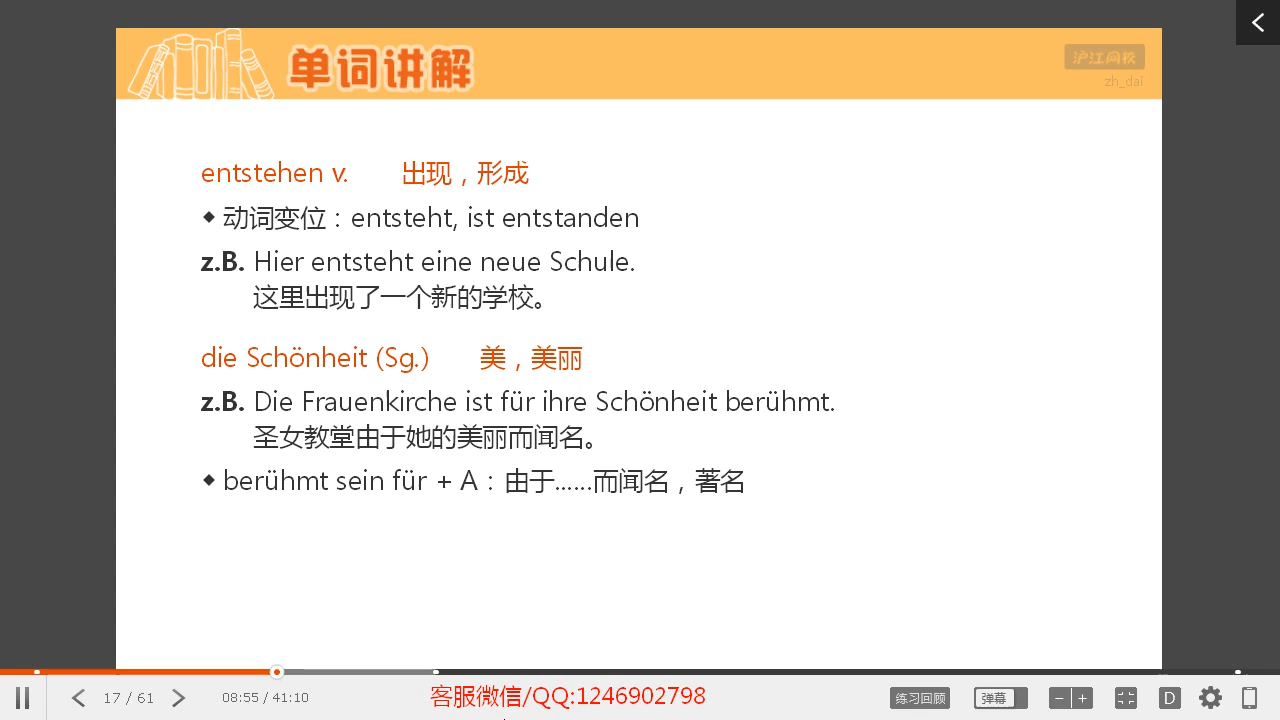 单词讲解
沪江网校
zh_dai
entstehen v. 出现，形成
◆ 动词变位：entsteht, ist entstanden
z.B. Hier entsteht eine neue Schule.
这里出现了一个新的学校。
die Schönheit (Sg.) 美，美丽
z.B. Die Frauenkirche ist für ihre Schönheit berühmt.
圣女教堂由于她的美丽而闻名。
◆ berühmt sein für + A：由于……而闻名，著名
17 / 61 08:55 / 41:10 客服微信/QQ:1246902798 练习回顾 弹幕 D